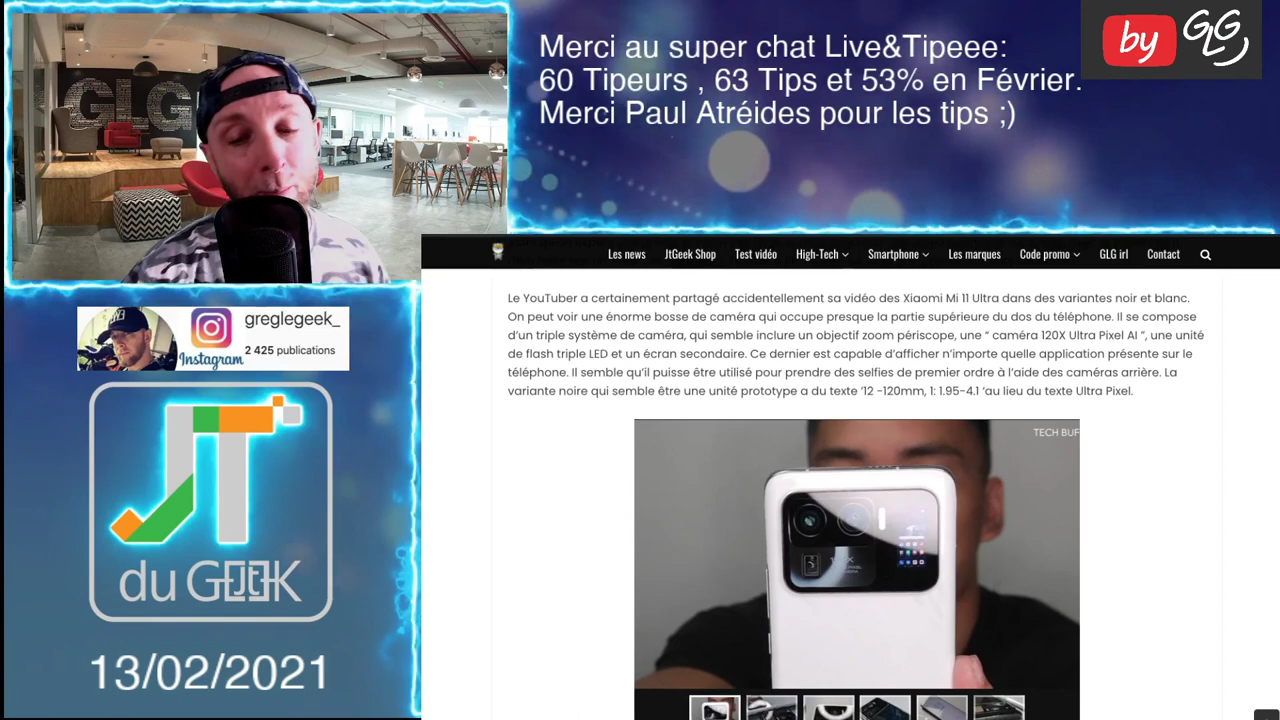 GLG
Merci au super chat Live&Tipeee:
60 Tipeurs , 63 Tips et 53% en Février.
Merci Paul Atréides pour les tips ;)
by GLG
Les news JtGeek Shop Test vidéo High-Tech Smartphone Les marques Code promo GLG irl Contact
Le YouTuber a certainement partagé accidentellement sa vidéo des Xiaomi Mi 11 Ultra dans des variantes noir et blanc.
On peut voir une énorme bosse de caméra qui occupe presque la partie supérieure du dos du téléphone. Il se compose
d’un triple système de caméra, qui semble inclure un objectif zoom périscope, une “ caméra 120X Ultra Pixel AI “, une unité
de flash triple LED et un écran secondaire. Ce dernier est capable d’afficher n’importe quelle application présente sur le
téléphone. Il semble qu’il puisse être utilisé pour prendre des selfies de premier ordre à l’aide des caméras arrière. La
variante noire qui semble être une unité prototype a du texte ’12 -120mm, 1: 1.95-4.1 ‘au lieu du texte Ultra Pixel.
TECH BUF
greglegeek_
2 425 publications
Instagram
JT
du GEEK
13/02/2021